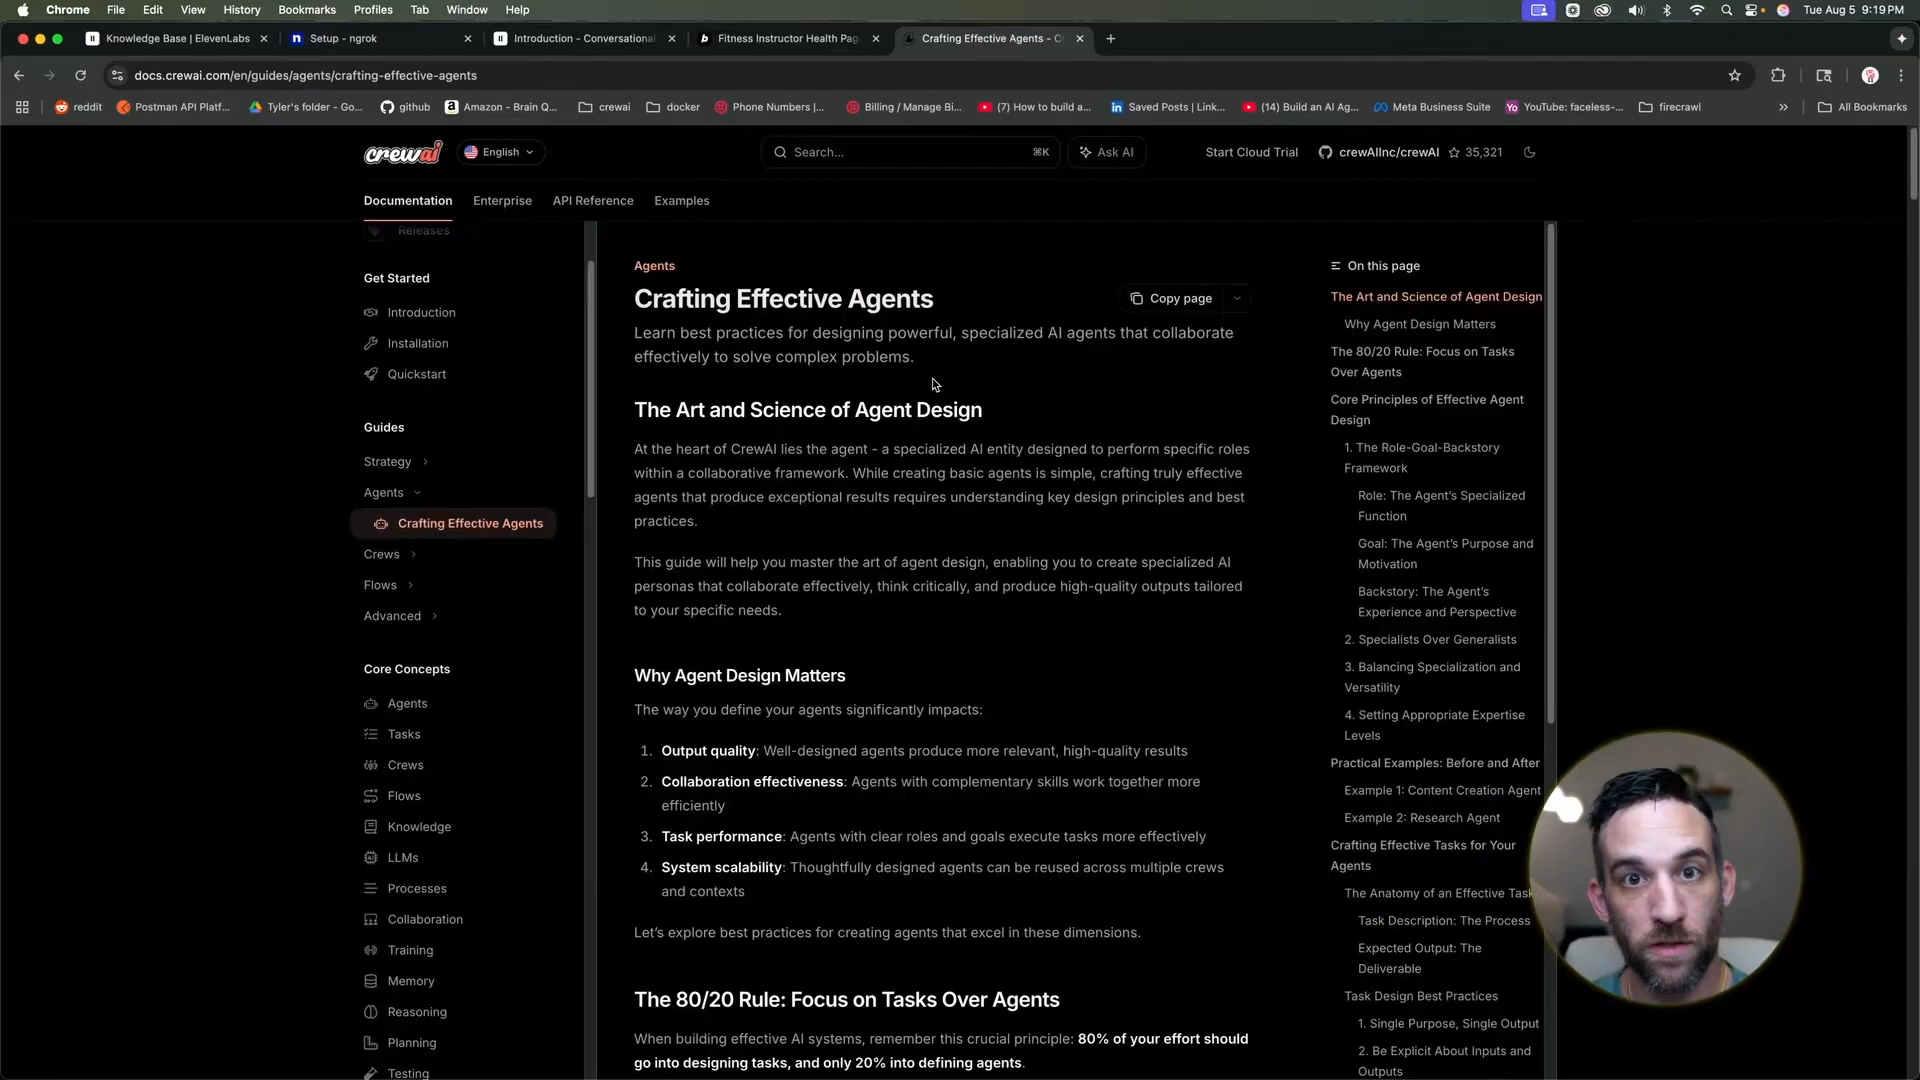 Chrome File Edit View History Bookmarks Profiles Tab Window Help Tue Aug 5 9:19 PM
Knowledge Base | ElevenLabs
Setup - ngrok
Introduction - Conversational
Fitness Instructor Health Pag
Crafting Effective Agents - C
docs.crewai.com/en/guides/agents/crafting-effective-agents
reddit
Postman API Platf...
Tyler's folder - Go...
github
Amazon - Brain Q...
crewai
docker
Phone Numbers |...
Billing / Manage Bi...
(7) How to build a...
Saved Posts | Link...
(14) Build an AI Ag...
Meta Business Suite
YouTube: faceless-...
firecrawl
All Bookmarks
crewai
English
Search...
⌘K
Ask AI
Start Cloud Trial
crewAIInc/crewAI
35,321
Documentation
Enterprise
API Reference
Examples
Releases
Get Started
Introduction
Installation
Quickstart
Guides
Strategy
Agents
Crafting Effective Agents
Crews
Flows
Advanced
Core Concepts
Agents
Tasks
Crews
Flows
Knowledge
LLMs
Processes
Collaboration
Training
Memory
Reasoning
Planning
Testing
Agents
Crafting Effective Agents
Copy page
Learn best practices for designing powerful, specialized AI agents that collaborate
effectively to solve complex problems.
The Art and Science of Agent Design
At the heart of CrewAI lies the agent - a specialized AI entity designed to perform specific roles
within a collaborative framework. While creating basic agents is simple, crafting truly effective
agents that produce exceptional results requires understanding key design principles and best
practices.
This guide will help you master the art of agent design, enabling you to create specialized AI
personas that collaborate effectively, think critically, and produce high-quality outputs tailored
to your specific needs.
Why Agent Design Matters
The way you define your agents significantly impacts:
1. Output quality: Well-designed agents produce more relevant, high-quality results
2. Collaboration effectiveness: Agents with complementary skills work together more
efficiently
3. Task performance: Agents with clear roles and goals execute tasks more effectively
4. System scalability: Thoughtfully designed agents can be reused across multiple crews
and contexts
Let's explore best practices for creating agents that excel in these dimensions.
The 80/20 Rule: Focus on Tasks Over Agents
When building effective AI systems, remember this crucial principle: 80% of your effort should
go into designing tasks, and only 20% into defining agents.
On this page
The Art and Science of Agent Design
Why Agent Design Matters
The 80/20 Rule: Focus on Tasks
Over Agents
Core Principles of Effective Agent
Design
1. The Role-Goal-Backstory
Framework
Role: The Agent's Specialized
Function
Goal: The Agent's Purpose and
Motivation
Backstory: The Agent's
Experience and Perspective
2. Specialists Over Generalists
3. Balancing Specialization and
Versatility
4. Setting Appropriate Expertise
Levels
Practical Examples: Before and After
Example 1: Content Creation Agent
Example 2: Research Agent
Crafting Effective Tasks for Your
Agents
The Anatomy of an Effective Task
Task Description: The Process
Expected Output: The
Deliverable
Task Design Best Practices
1. Single Purpose, Single Output
2. Be Explicit About Inputs and
Outputs